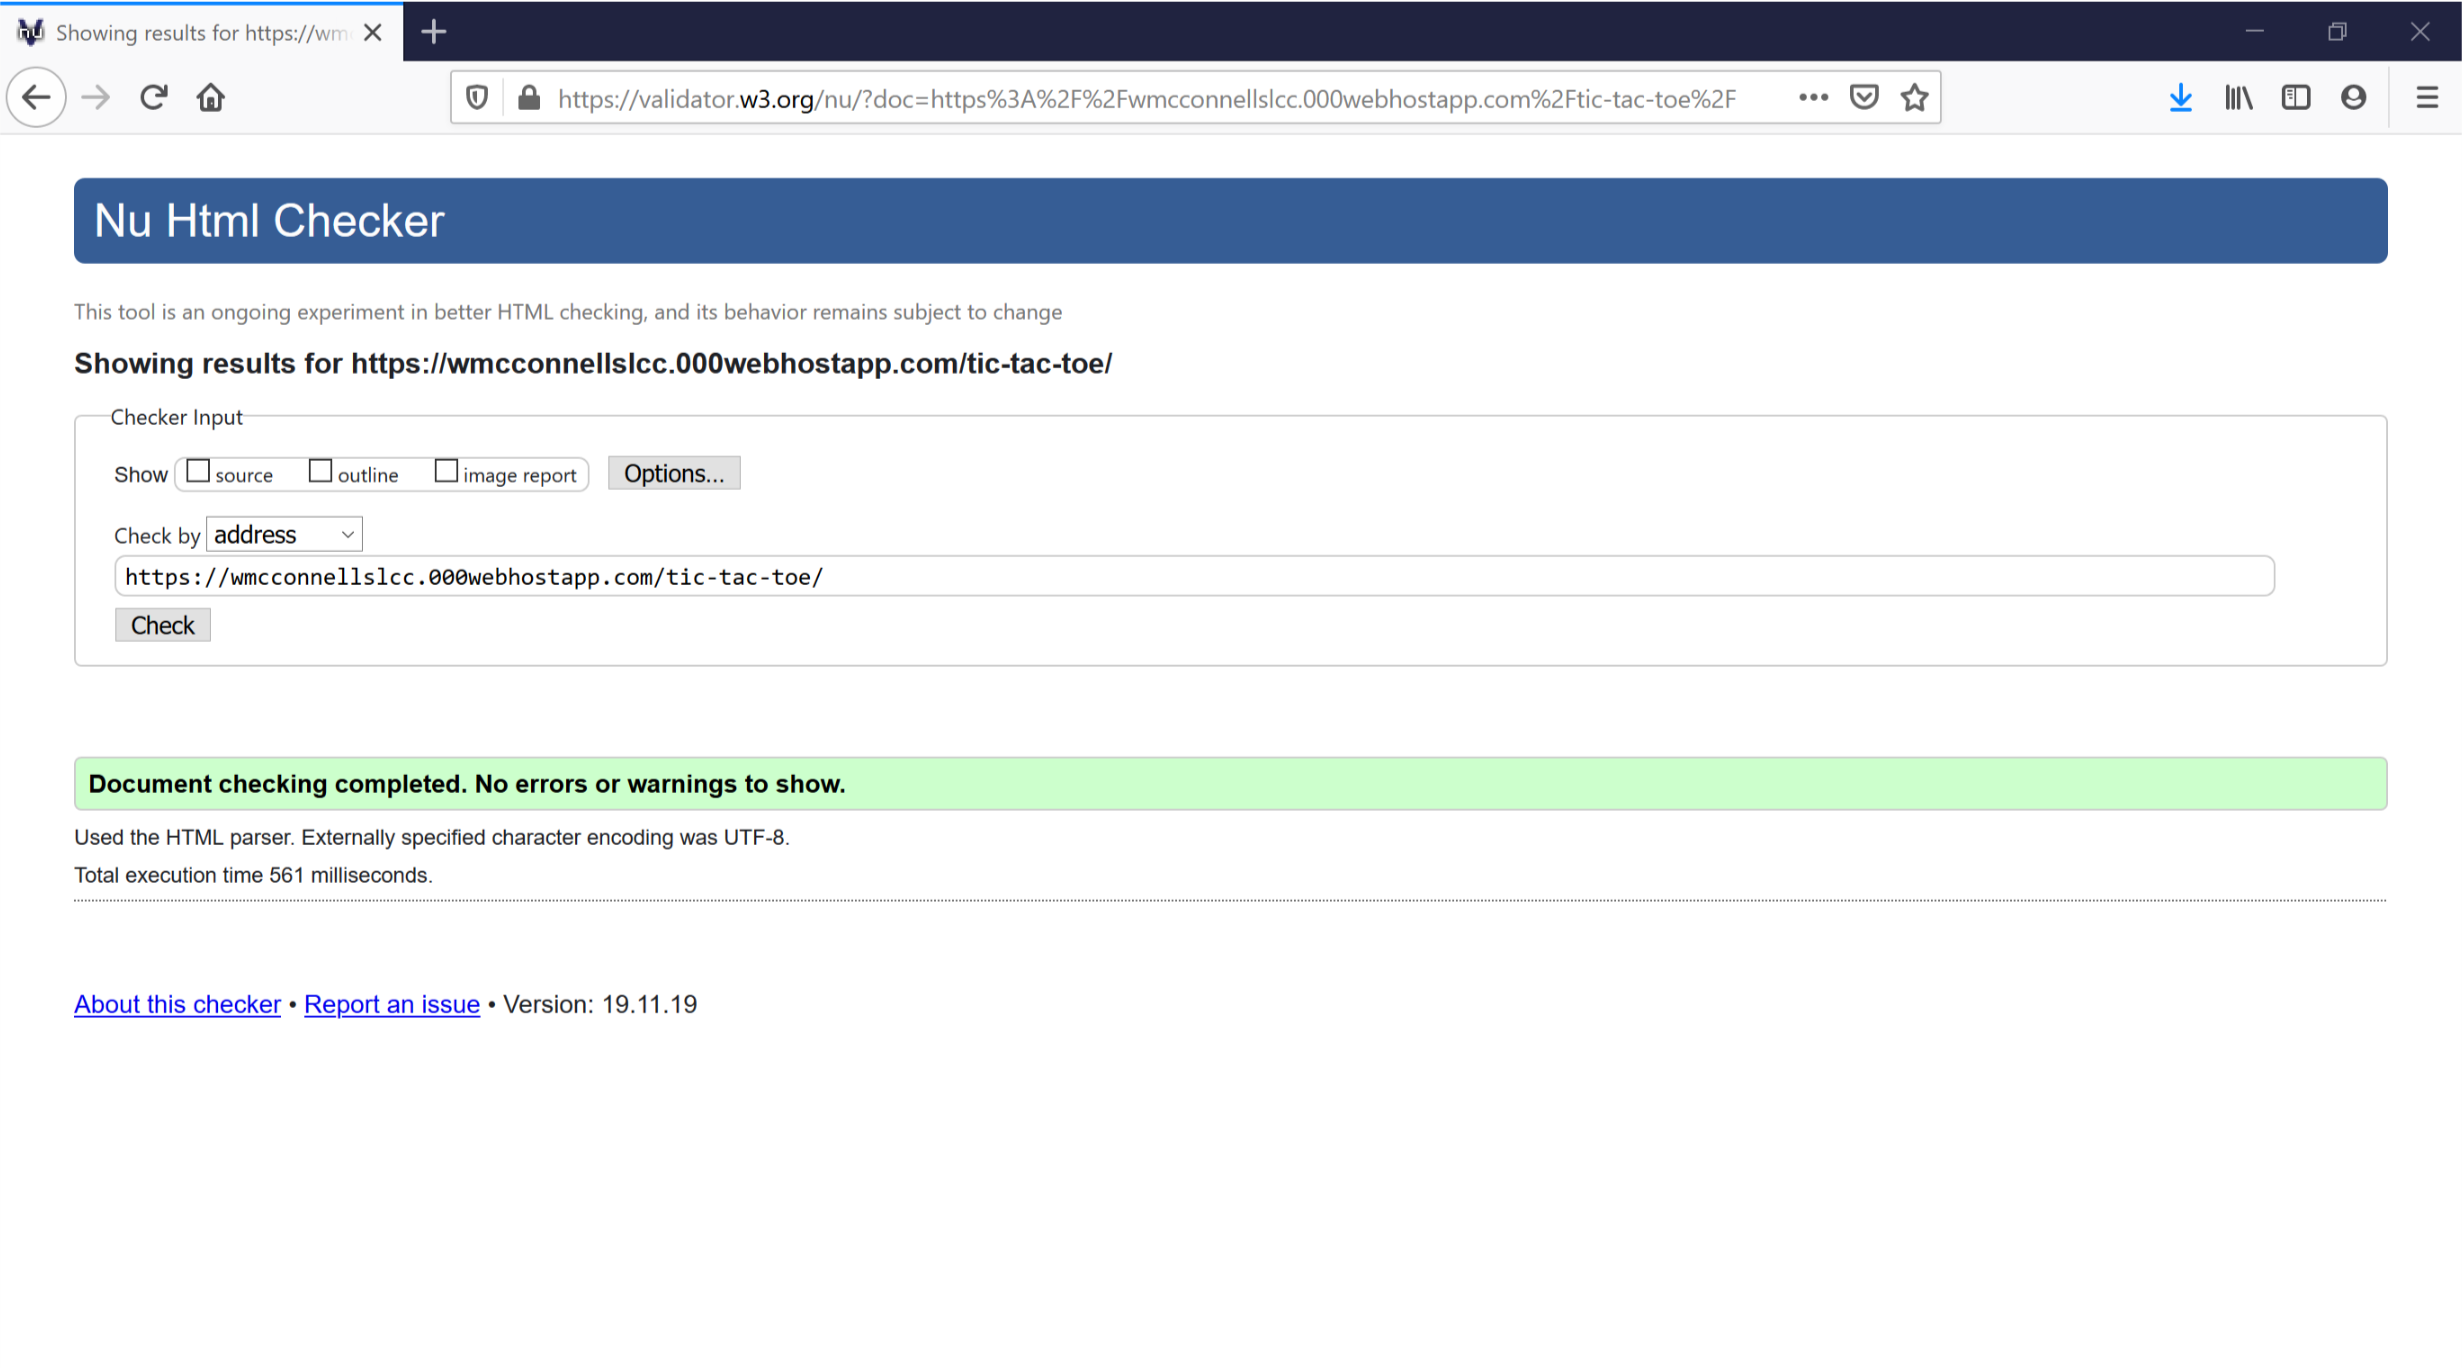 Showing results for https://wm
https://validator.w3.org/nu/?doc=https%3A%2F%2Fwmcconnellslcc.000webhostapp.com%2Ftic-tac-toe%2F
Nu Html Checker
This tool is an ongoing experiment in better HTML checking, and its behavior remains subject to change
Showing results for https://wmcconnellslcc.000webhostapp.com/tic-tac-toe/
Checker Input
Show source outline image report Options...
Check by address
https://wmcconnellslcc.000webhostapp.com/tic-tac-toe/
Check
Document checking completed. No errors or warnings to show.
Used the HTML parser. Externally specified character encoding was UTF-8.
Total execution time 561 milliseconds.
About this checker • Report an issue • Version: 19.11.19